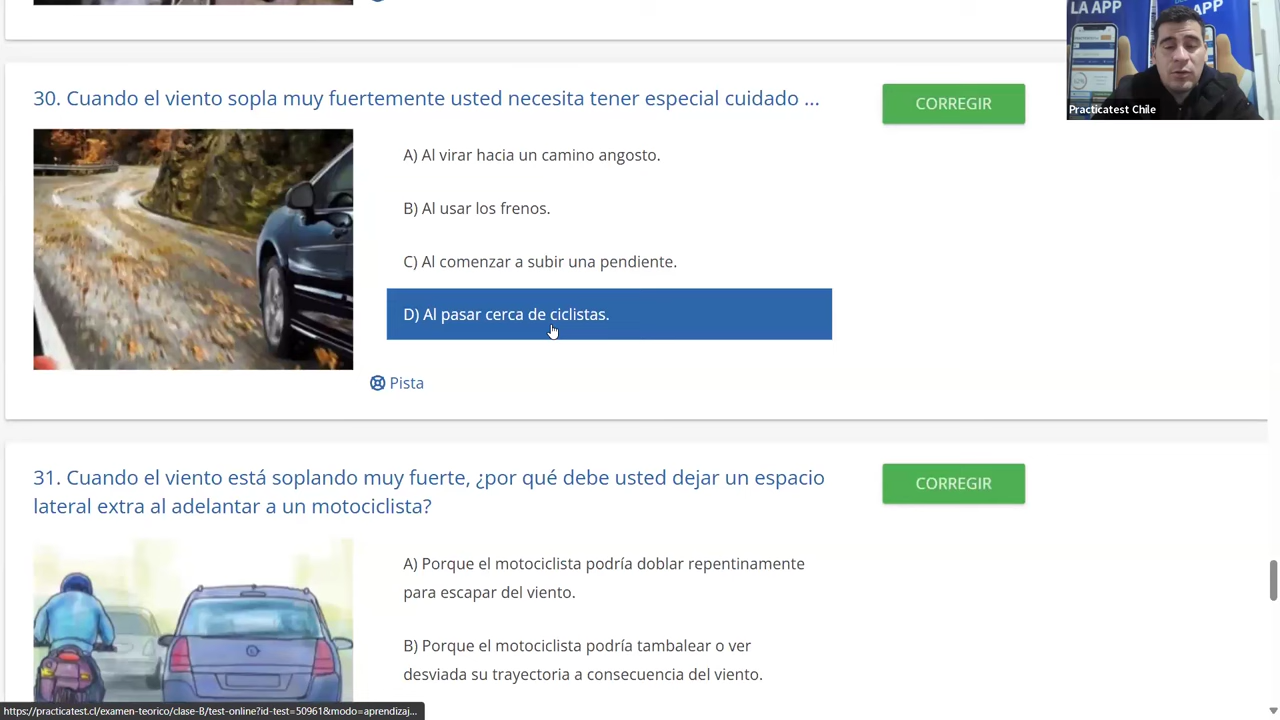 LA APP
APP
Practicatest Chile
30. Cuando el viento sopla muy fuertemente usted necesita tener especial cuidado ...
CORREGIR
A) Al virar hacia un camino angosto.
B) Al usar los frenos.
C) Al comenzar a subir una pendiente.
D) Al pasar cerca de ciclistas.
Pista
31. Cuando el viento está soplando muy fuerte, ¿por qué debe usted dejar un espacio
lateral extra al adelantar a un motociclista?
CORREGIR
A) Porque el motociclista podría doblar repentinamente
para escapar del viento.
B) Porque el motociclista podría tambalear o ver
desviada su trayectoria a consecuencia del viento.
https://practicatest.cl/examen-teorico/clase-B/test-online?id-test=50961&modo=aprendizaj...